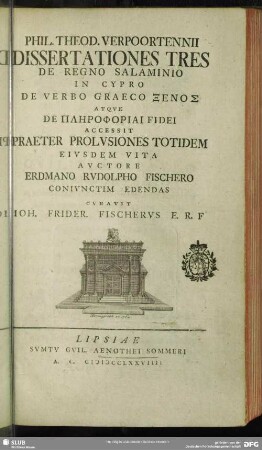 PHIL. THEOD. VERPOORTENNII
DISSERTATIONES TRES
DE REGNO SALAMINIO
IN CYPRO
DE VERBO GRAECO ΞΕΝΟΣ
ATQVE
DE ΠΛΗΡΟΦΟΡΙΑΙ FIDEI
ACCESSIT
PRAETER PROLVSIONES TOTIDEM
EIVSDEM VITA
AVCTORE
ERDMANO RVDOLPHO FISCHERO
CONIVNCTIM EDENDAS
CVRAVIT
IOH. FRIDER. FISCHERVS F. R. F
LIPSIAE
SVMTV GVIL. AENOTHEI SOMMERI
SLUB
DFG